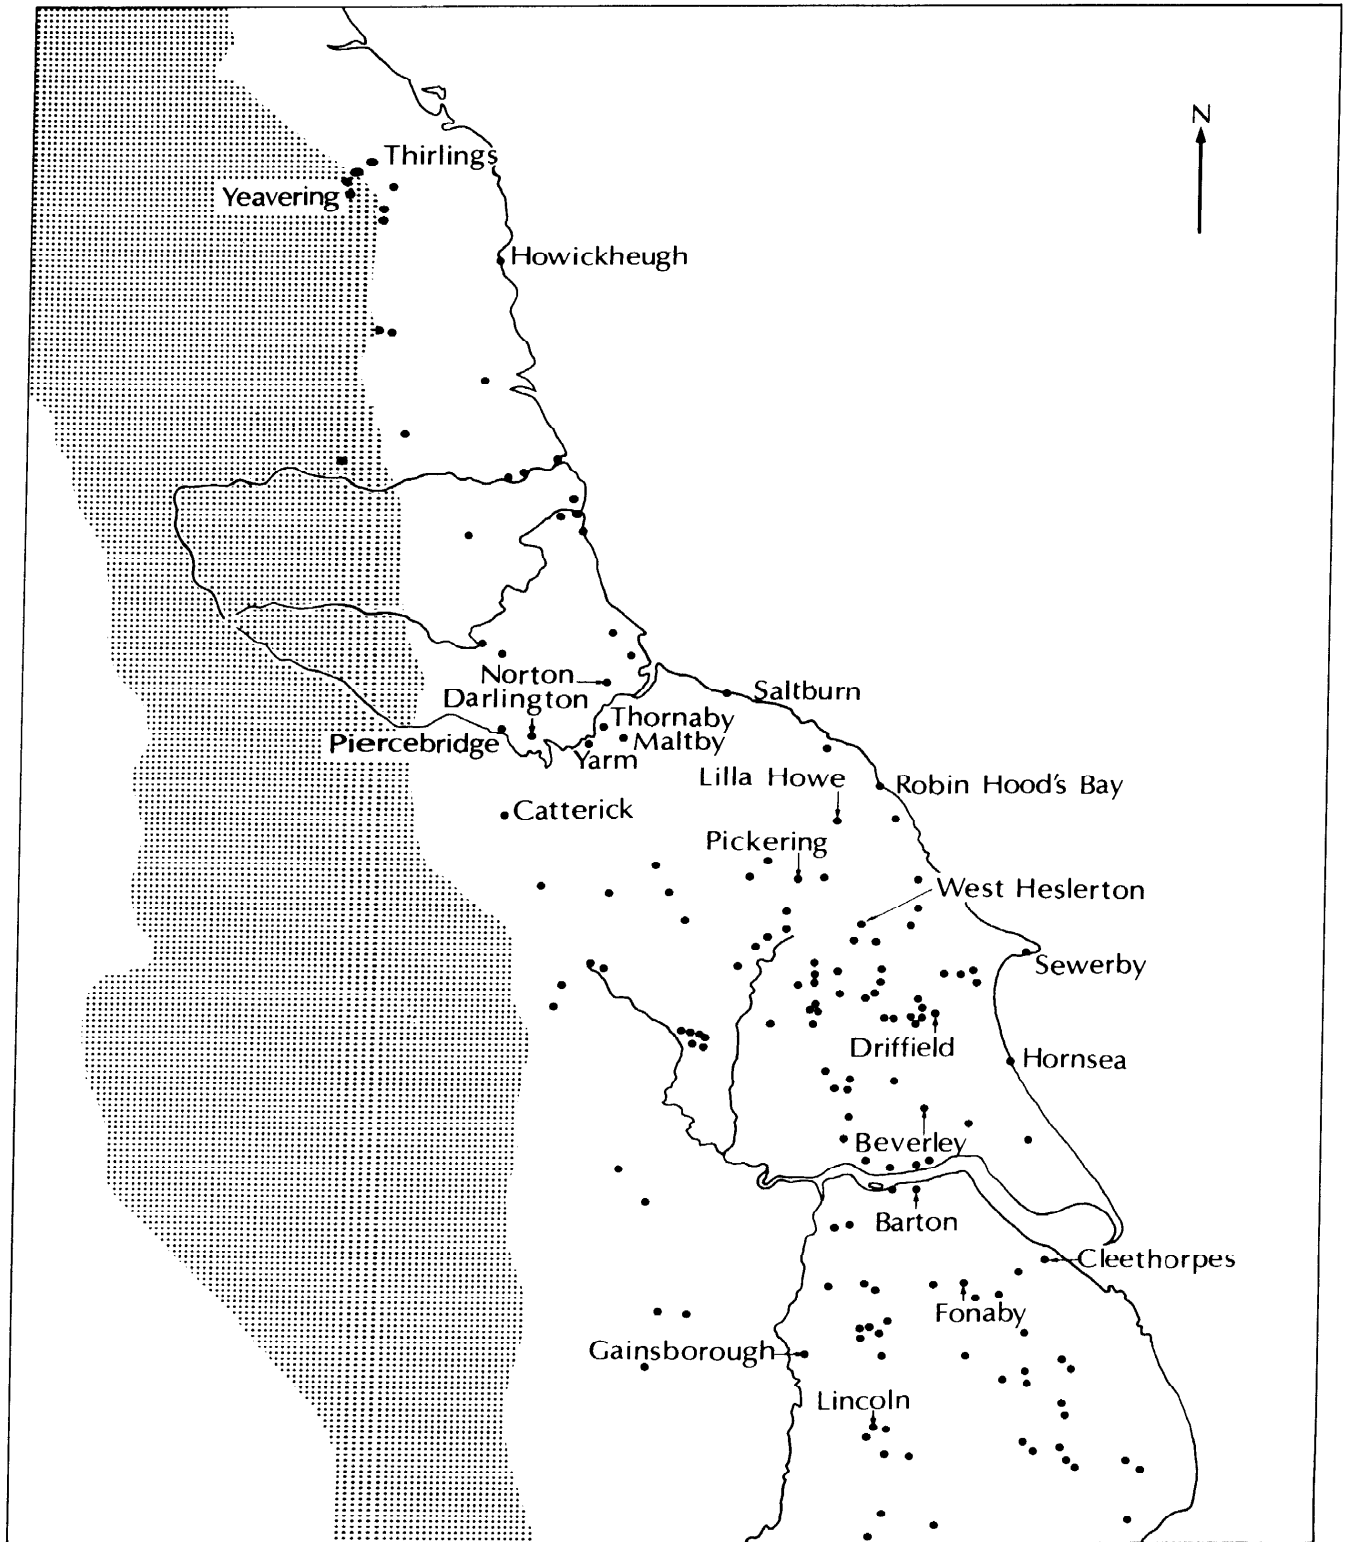 N
Thirlings
Yeavering
Howickheugh
Norton
Darlington
Saltburn
Thornaby
Piercebridge
Maltby
Yarm
Lilla Howe
Robin Hood's Bay
Catterick
Pickering
West Heslerton
Sewerby
Driffield
Hornsea
Beverley
Barton
Cleethorpes
Fonaby
Gainsborough
Lincoln